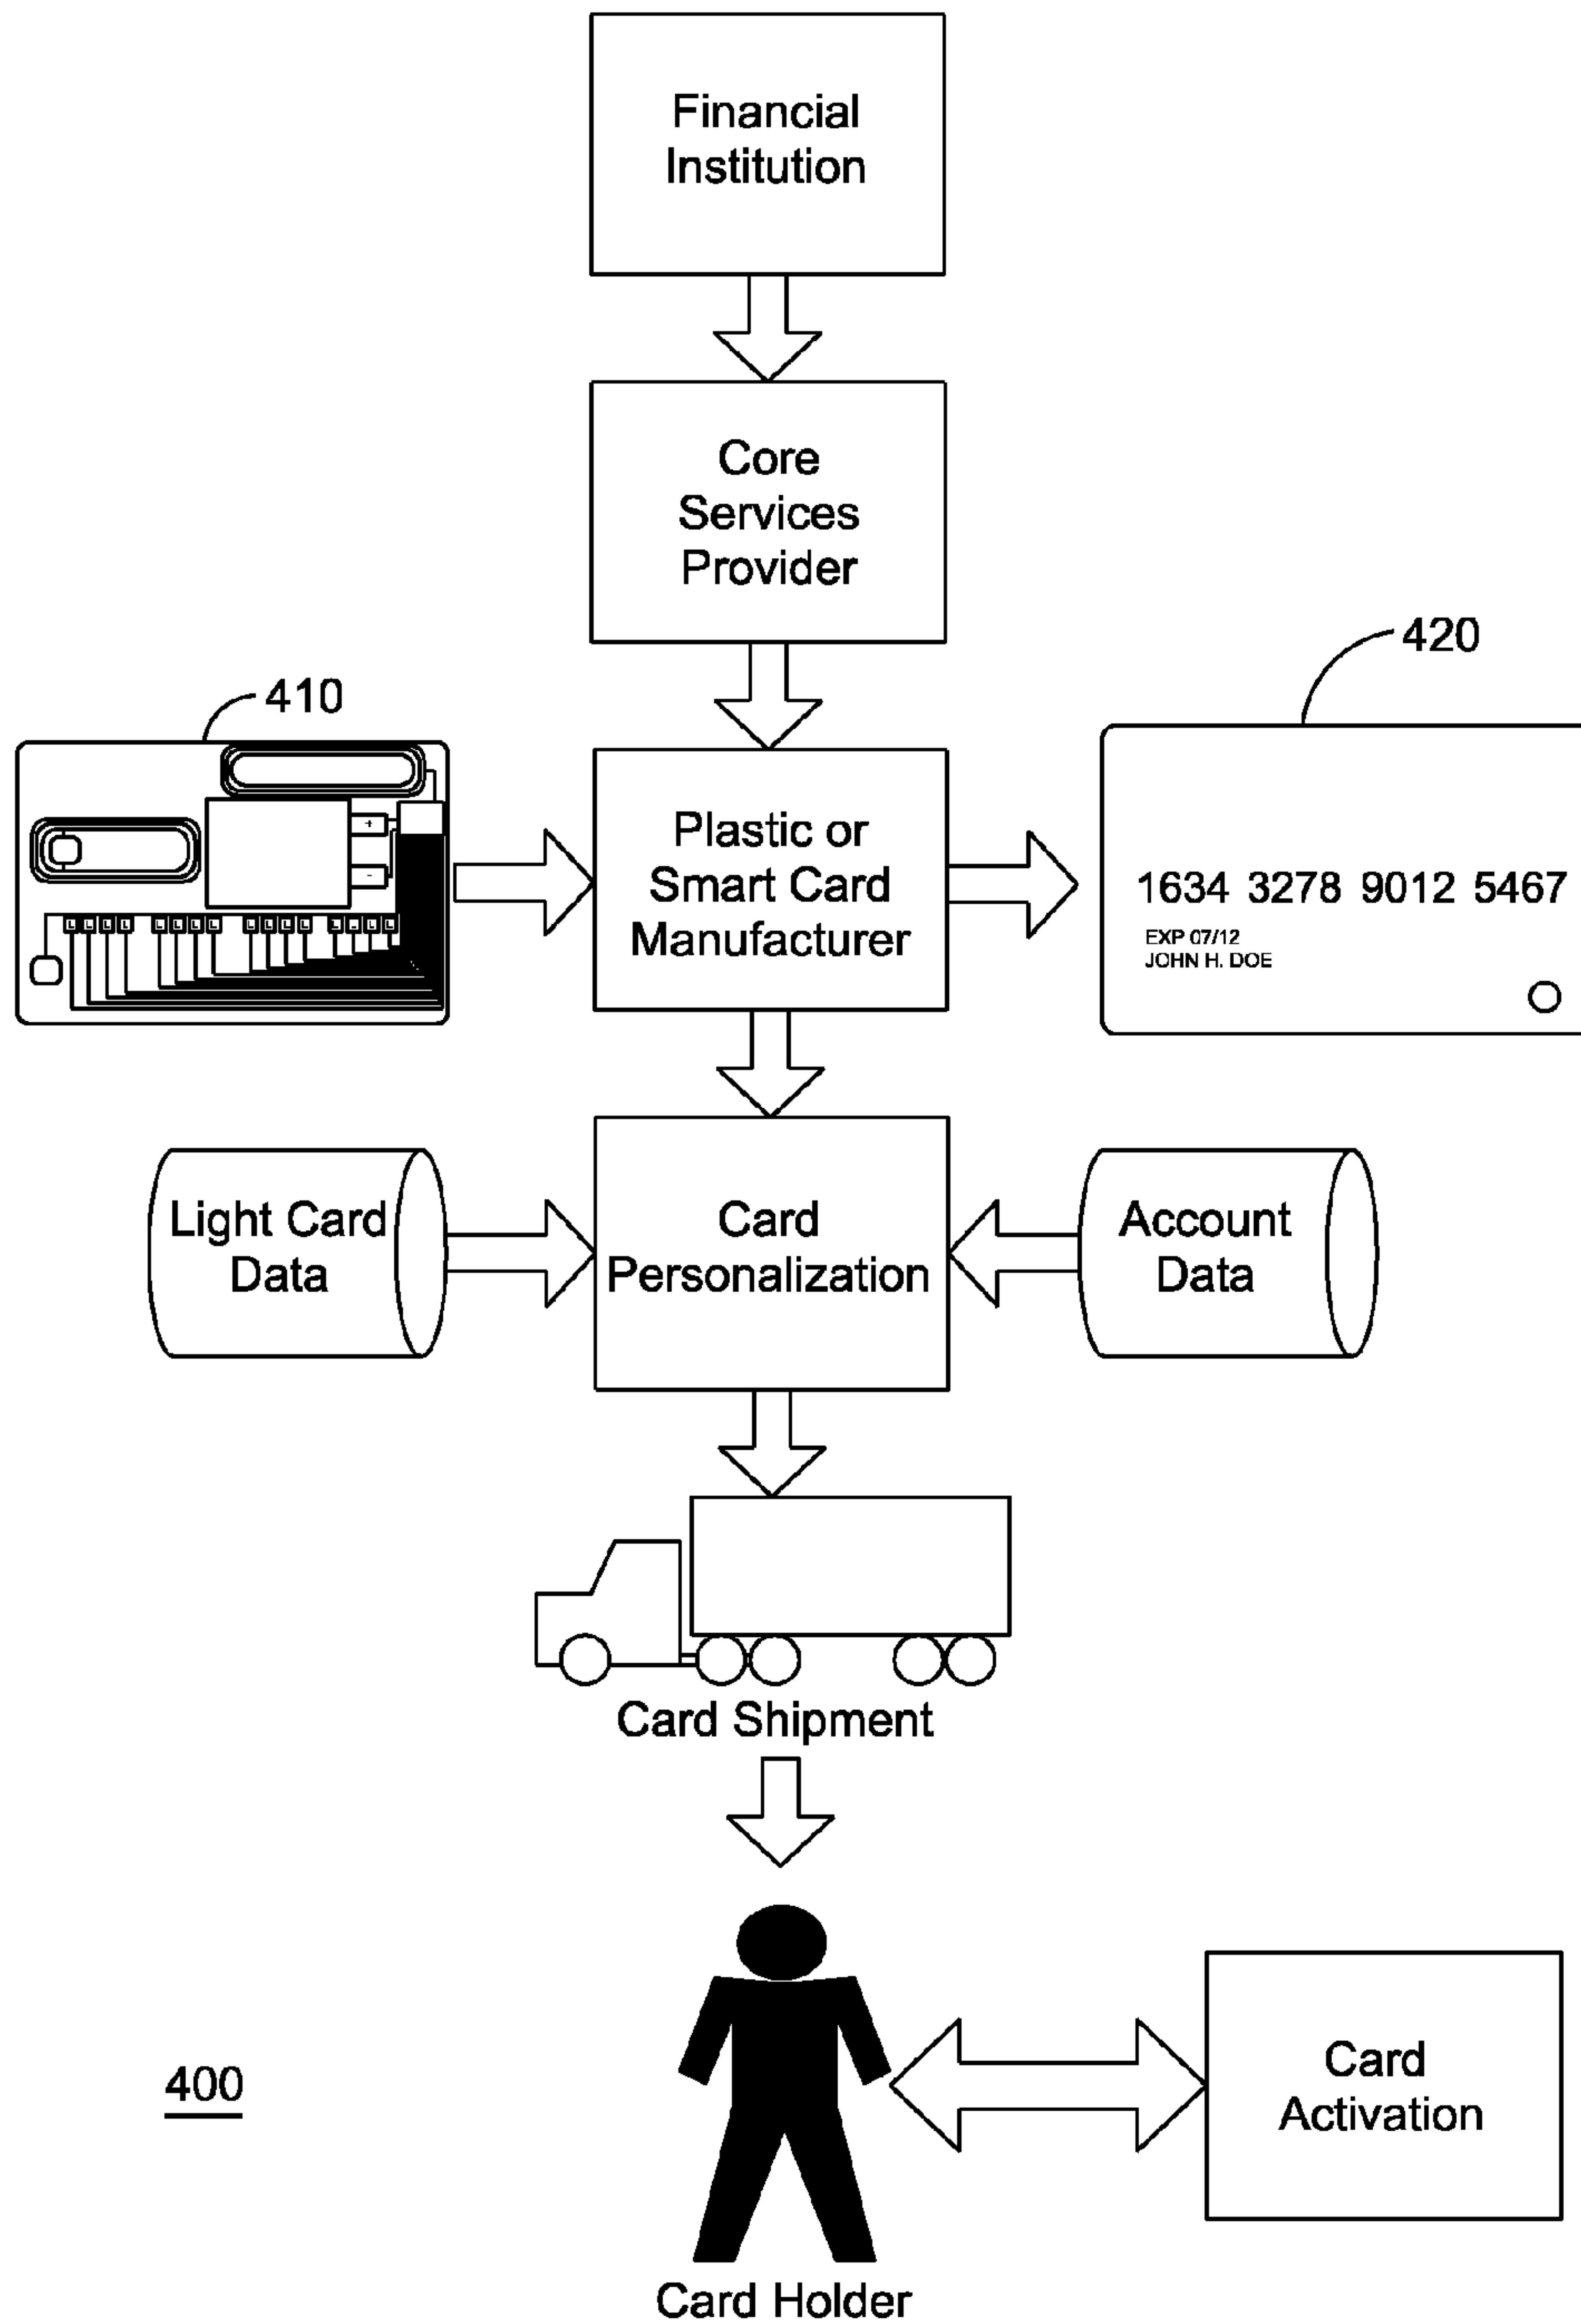 Financial
Institution
Core
Services
Provider
420
410
+
-
Plastic or
Smart Card
Manufacturer
1634 3278 9012 5467
EXP 07/12
JOHN H. DOE
L L L L L L L L L L L L L L L L
Light Card
Data
Card
Personalization
Account
Data
Card Shipment
400
Card
Activation
Card Holder